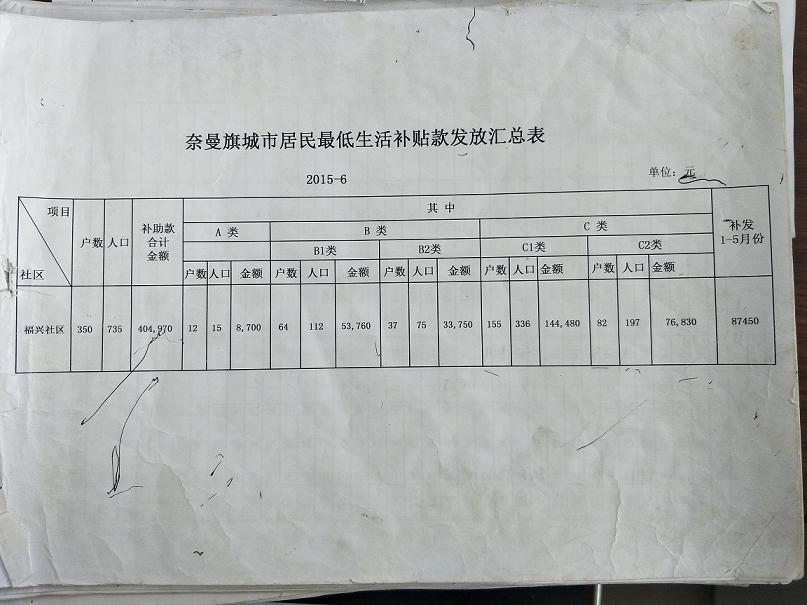 奈曼旗城市居民最低生活补贴款发放汇总表
2015-6 单位: 元
项目 社区 户数 人口 补助款合计金额 其中 补发1-5月份
A 类 B 类 C 类
B1类 B2类 C1类 C2类
户数 人口 金额 户数 人口 金额 户数 人口 金额 户数 人口 金额 户数 人口 金额
福兴社区 350 735 404,970 12 15 8,700 64 112 53,760 37 75 33,750 155 336 144,480 82 197 76,830 87450